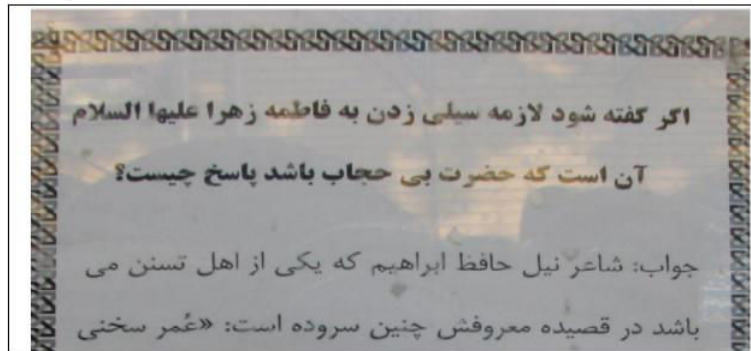 اگر گفته شود لازمه سیلی زدن به فاطمه زهرا علیها السلام
آن است که حضرت بی حجاب باشد پاسخ چیست؟
جواب: شاعر نیل حافظ ابراهیم که یکی از اهل تسنن می
باشد در قصیده معروفش چنین سروده است: «عُمر سخنی